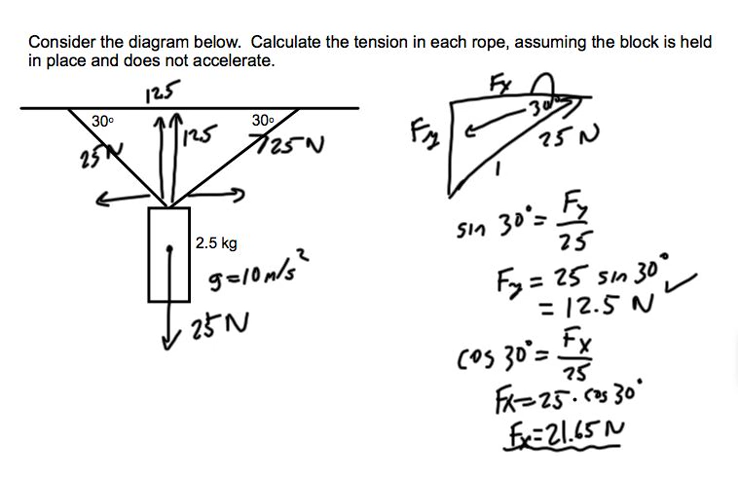 Consider the diagram below. Calculate the tension in each rope, assuming the block is held
in place and does not accelerate.
125
30°
30°
125
25N
25N
2.5 kg
g=10m/s²
25N
Fx
30°
Fy
25 N
sin 30° = Fy/25
Fy = 25 sin 30° ✓
= 12.5 N
cos 30° = Fx/25
Fx=25·cos 30°
Fx=21.65 N